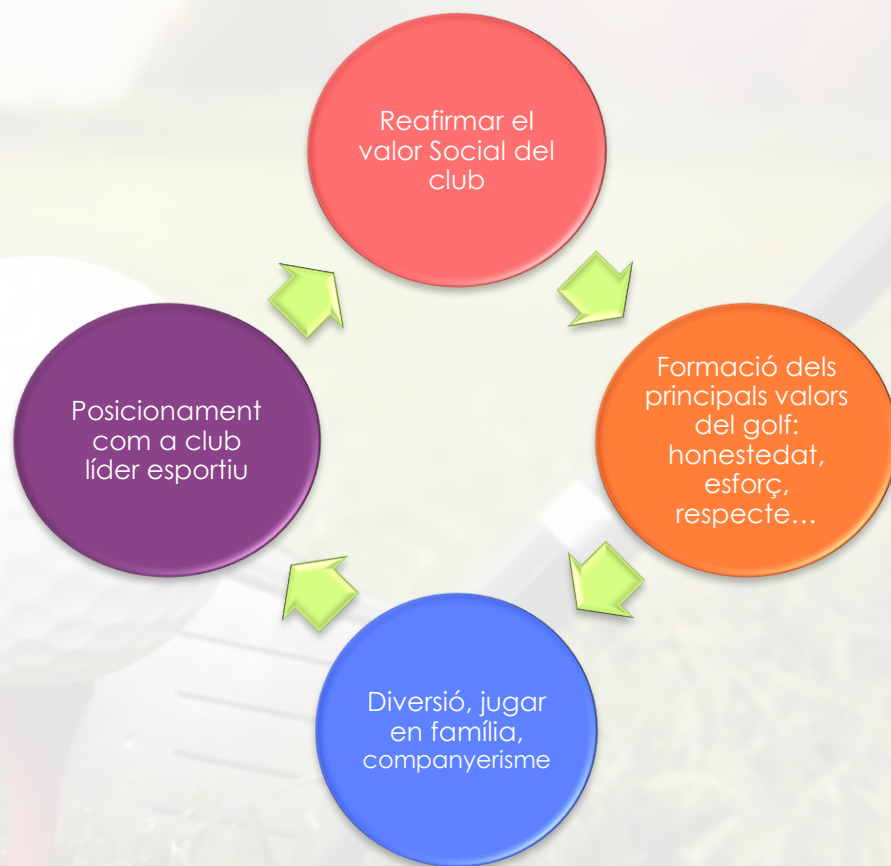 Reafirmar el
valor Social del
club
Formació dels
principals valors
del golf:
honestedat,
esforç,
respecte…
Diversió, jugar
en família,
companyerisme
Posicionament
com a club
líder esportiu